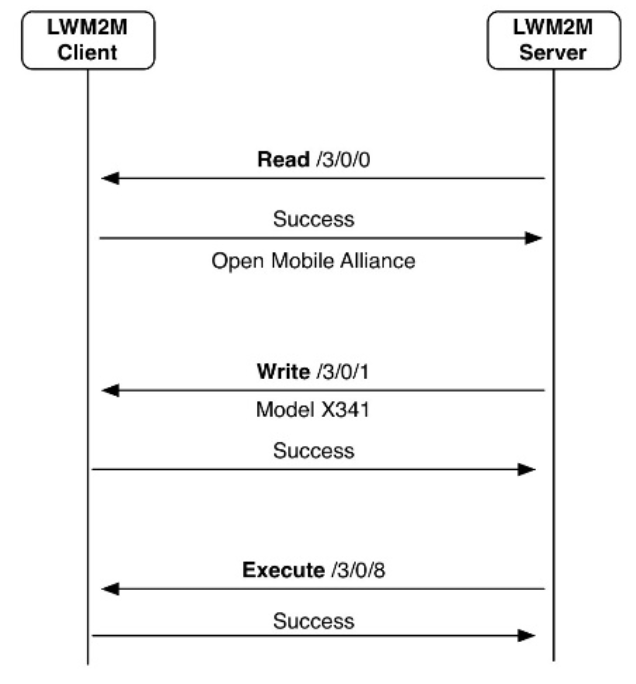 LWM2M
Client
LWM2M
Server
Read /3/0/0
Success
Open Mobile Alliance
Write /3/0/1
Model X341
Success
Execute /3/0/8
Success